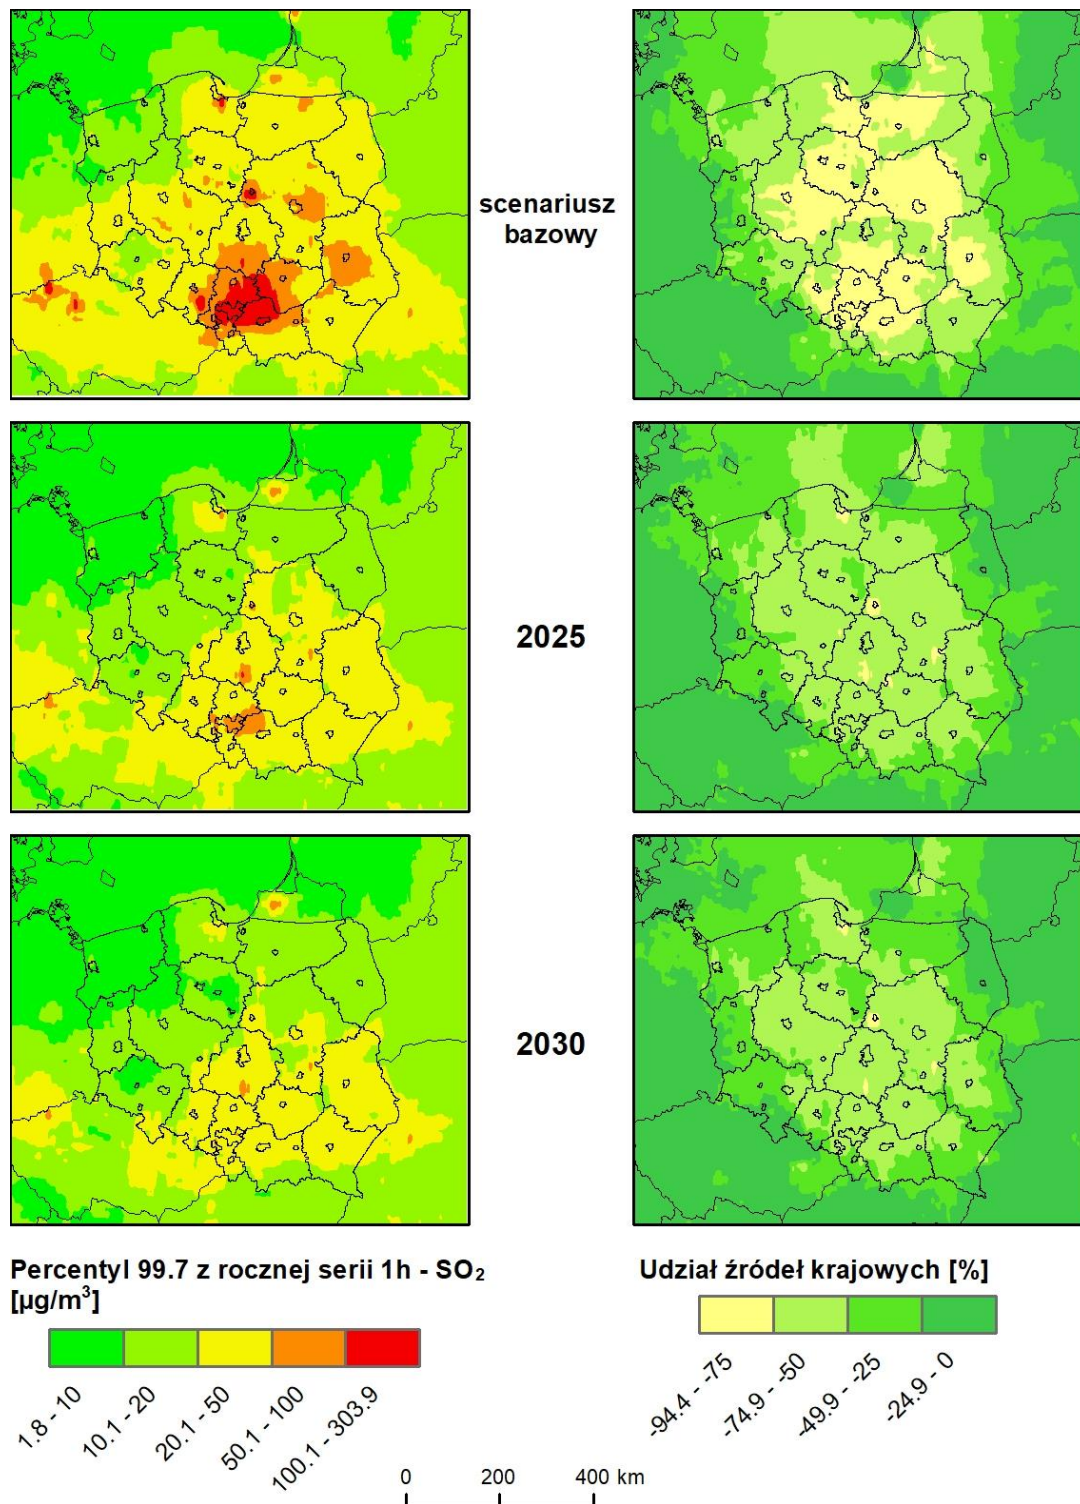 scenariusz
bazowy
2025
2030
Percentyl 99.7 z rocznej serii 1h - SO₂
[µg/m³]
1.8 - 10
10.1 - 20
20.1 - 50
50.1 - 100
100.1 - 303.9
Udział źródeł krajowych [%]
-94.4 - -75
-74.9 - -50
-49.9 - -25
-24.9 - 0
0 200 400 km